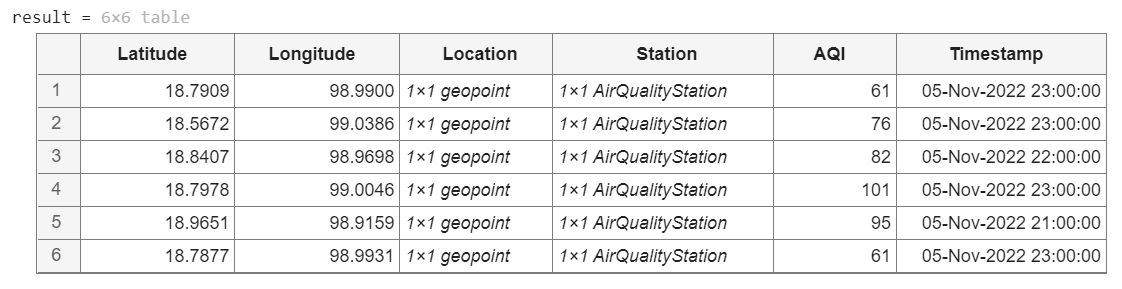 result = 6×6 table
Latitude Longitude Location Station AQI Timestamp
1 18.7909 98.9900 1×1 geopoint 1×1 AirQualityStation 61 05-Nov-2022 23:00:00
2 18.5672 99.0386 1×1 geopoint 1×1 AirQualityStation 76 05-Nov-2022 23:00:00
3 18.8407 98.9698 1×1 geopoint 1×1 AirQualityStation 82 05-Nov-2022 22:00:00
4 18.7978 99.0046 1×1 geopoint 1×1 AirQualityStation 101 05-Nov-2022 23:00:00
5 18.9651 98.9159 1×1 geopoint 1×1 AirQualityStation 95 05-Nov-2022 21:00:00
6 18.7877 98.9931 1×1 geopoint 1×1 AirQualityStation 61 05-Nov-2022 23:00:00